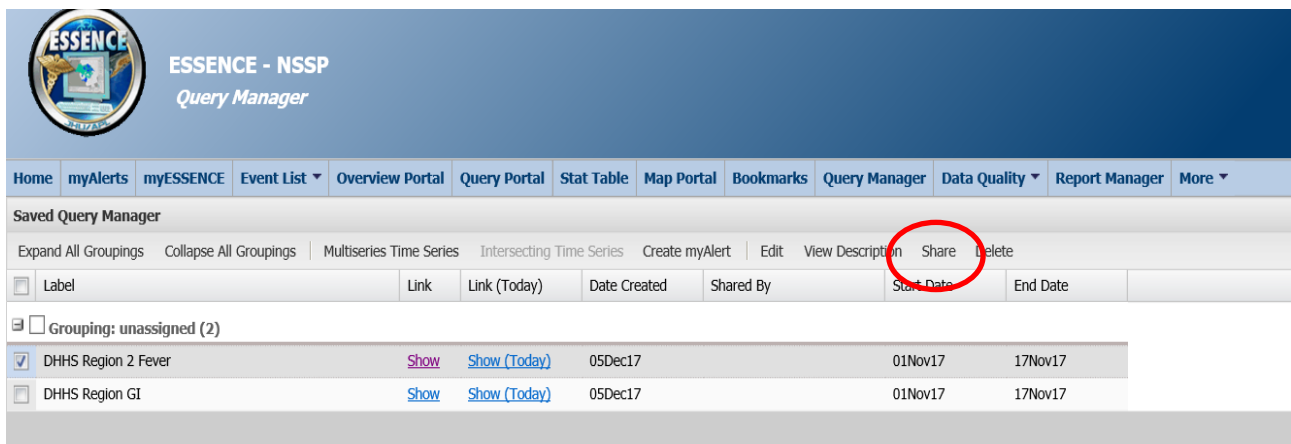 ESSENCE
JHU/APL
ESSENCE - NSSP
Query Manager
Home myAlerts myESSENCE Event List Overview Portal Query Portal Stat Table Map Portal Bookmarks Query Manager Data Quality Report Manager More
Saved Query Manager
Expand All Groupings Collapse All Groupings Multiseries Time Series Intersecting Time Series Create myAlert Edit View Description Share Delete
Label Link Link (Today) Date Created Shared By Start Date End Date
Grouping: unassigned (2)
DHHS Region 2 Fever Show Show (Today) 05Dec17 01Nov17 17Nov17
DHHS Region GI Show Show (Today) 05Dec17 01Nov17 17Nov17